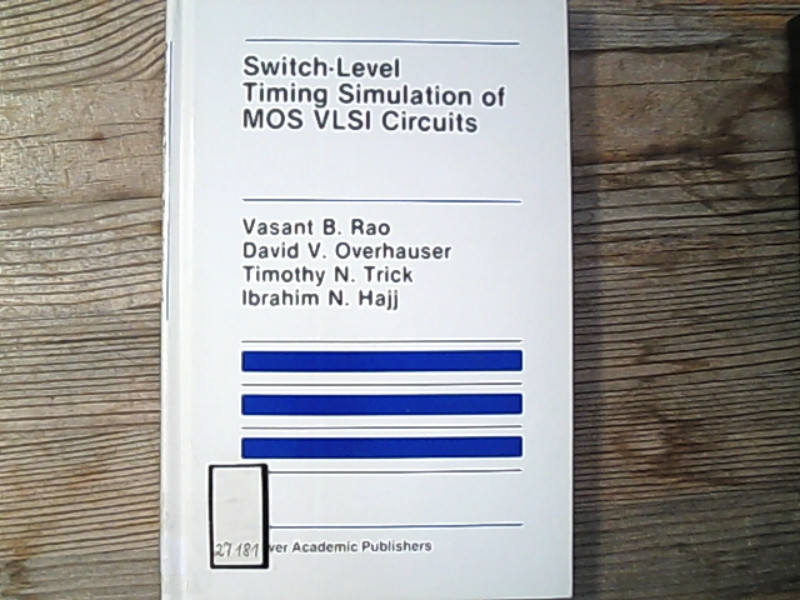 Switch-Level
Timing Simulation of
MOS VLSI Circuits
Vasant B. Rao
David V. Overhauser
Timothy N. Trick
Ibrahim N. Hajj
27181
wer Academic Publishers